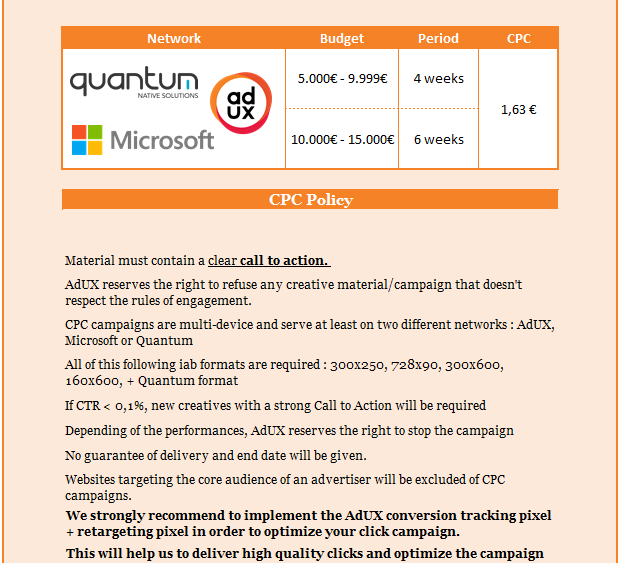 Network Budget Period CPC
quantum
NATIVE SOLUTIONS
ad
ux
Microsoft
5.000€ - 9.999€ 4 weeks
1,63 €
10.000€ - 15.000€ 6 weeks
CPC Policy
Material must contain a clear call to action.
AdUX reserves the right to refuse any creative material/campaign that doesn't
respect the rules of engagement.
CPC campaigns are multi-device and serve at least on two different networks : AdUX,
Microsoft or Quantum
All of this following iab formats are required : 300x250, 728x90, 300x600,
160x600, + Quantum format
If CTR < 0,1%, new creatives with a strong Call to Action will be required
Depending of the performances, AdUX reserves the right to stop the campaign
No guarantee of delivery and end date will be given.
Websites targeting the core audience of an advertiser will be excluded of CPC
campaigns.
We strongly recommend to implement the AdUX conversion tracking pixel
+ retargeting pixel in order to optimize your click campaign.
This will help us to deliver high quality clicks and optimize the campaign